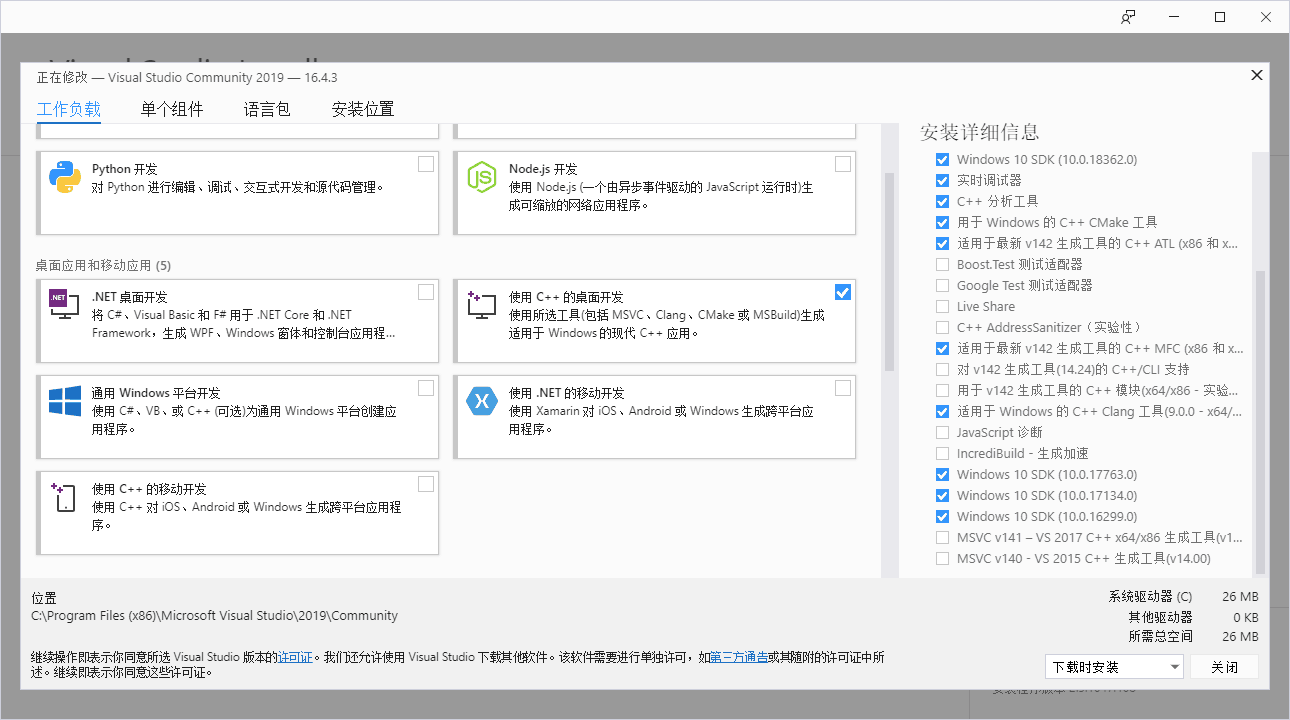 正在修改 — Visual Studio Community 2019 — 16.4.3
工作负载 单个组件 语言包 安装位置
Python 开发
对 Python 进行编辑、调试、交互式开发和源代码管理。
Node.js 开发
使用 Node.js (一个由异步事件驱动的 JavaScript 运行时)生
成可缩放的网络应用程序。
桌面应用和移动应用 (5)
.NET 桌面开发
将 C#、Visual Basic 和 F# 用于 .NET Core 和 .NET
Framework，生成 WPF、Windows 窗体和控制台应用程...
使用 C++ 的桌面开发
使用所选工具(包括 MSVC、Clang、CMake 或 MSBuild)生成
适用于 Windows 的现代 C++ 应用。
通用 Windows 平台开发
使用 C#、VB、或 C++ (可选)为通用 Windows 平台创建应
用程序。
使用 .NET 的移动开发
使用 Xamarin 对 iOS、Android 或 Windows 生成跨平台应
用程序。
使用 C++ 的移动开发
使用 C++ 对 iOS、Android 或 Windows 生成跨平台应用程
序。
安装详细信息
Windows 10 SDK (10.0.18362.0)
实时调试器
C++ 分析工具
用于 Windows 的 C++ CMake 工具
适用于最新 v142 生成工具的 C++ ATL (x86 和 x...
Boost.Test 测试适配器
Google Test 测试适配器
Live Share
C++ AddressSanitizer（实验性）
适用于最新 v142 生成工具的 C++ MFC (x86 和 x...
对 v142 生成工具(14.24)的 C++/CLI 支持
用于 v142 生成工具的 C++ 模块(x64/x86 - 实验...
适用于 Windows 的 C++ Clang 工具(9.0.0 - x64/...
JavaScript 诊断
IncrediBuild - 生成加速
Windows 10 SDK (10.0.17763.0)
Windows 10 SDK (10.0.17134.0)
Windows 10 SDK (10.0.16299.0)
MSVC v141 – VS 2017 C++ x64/x86 生成工具(v1...
MSVC v140 - VS 2015 C++ 生成工具(v14.00)
位置
C:\Program Files (x86)\Microsoft Visual Studio\2019\Community
系统驱动器 (C) 26 MB
其他驱动器 0 KB
所需总空间 26 MB
继续操作即表示你同意所选 Visual Studio 版本的许可证。我们还允许使用 Visual Studio 下载其他软件。该软件需要进行单独许可，如第三方通告或其随附的许可证中所
述。继续即表示你同意这些许可证。
下载时安装 关闭